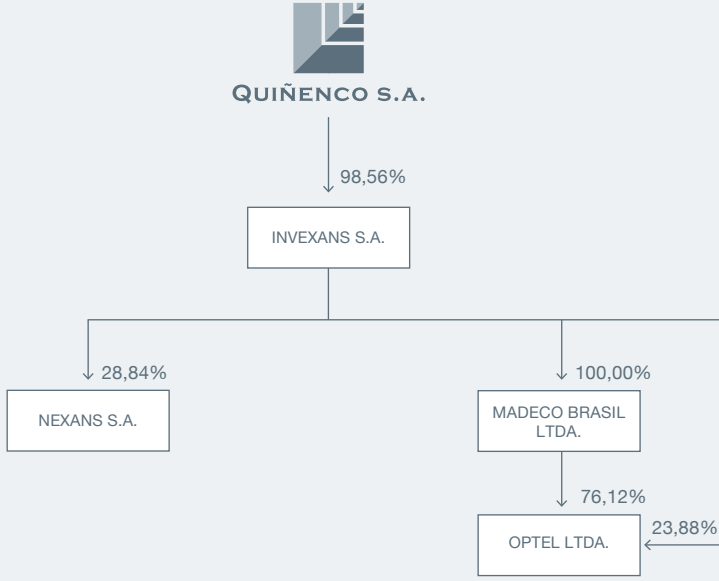 QUIÑENCO S.A.
98,56%
INVEXANS S.A.
28,84%
100,00%
NEXANS S.A.
MADECO BRASIL
LTDA.
76,12%
OPTEL LTDA.
23,88%